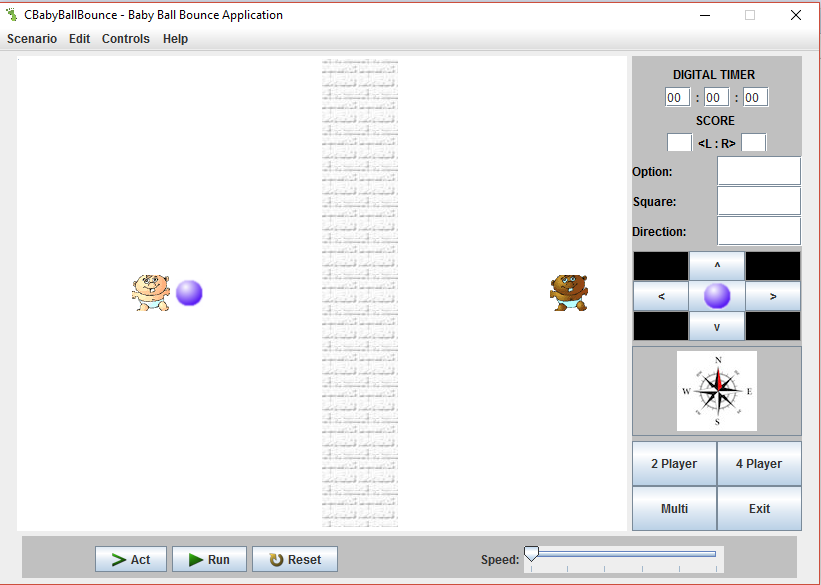 CBabyBallBounce - Baby Ball Bounce Application
Scenario Edit Controls Help
DIGITAL TIMER
00 : 00 : 00
SCORE
<L : R>
Option:
Square:
Direction:
^
< >
v
N
W E
S
2 Player 4 Player
Multi Exit
Act Run Reset Speed: